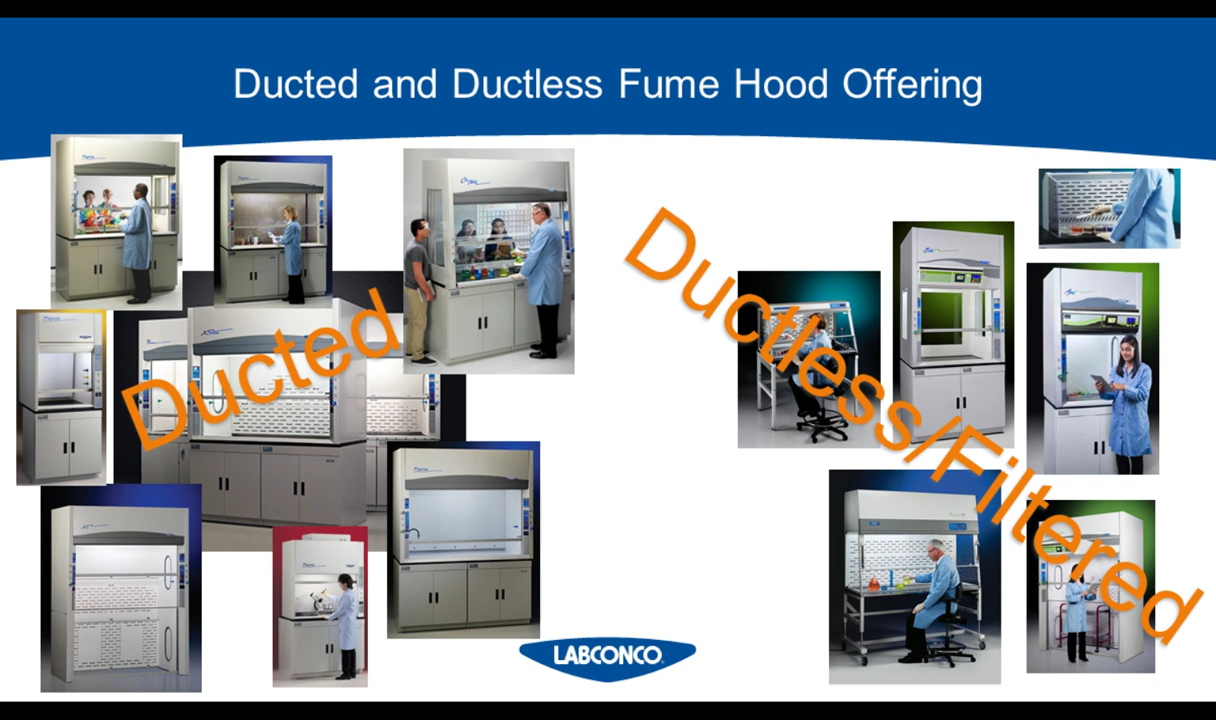 Ducted and Ductless Fume Hood Offering
Ducted
Ductless/Filtered
LABCONCO